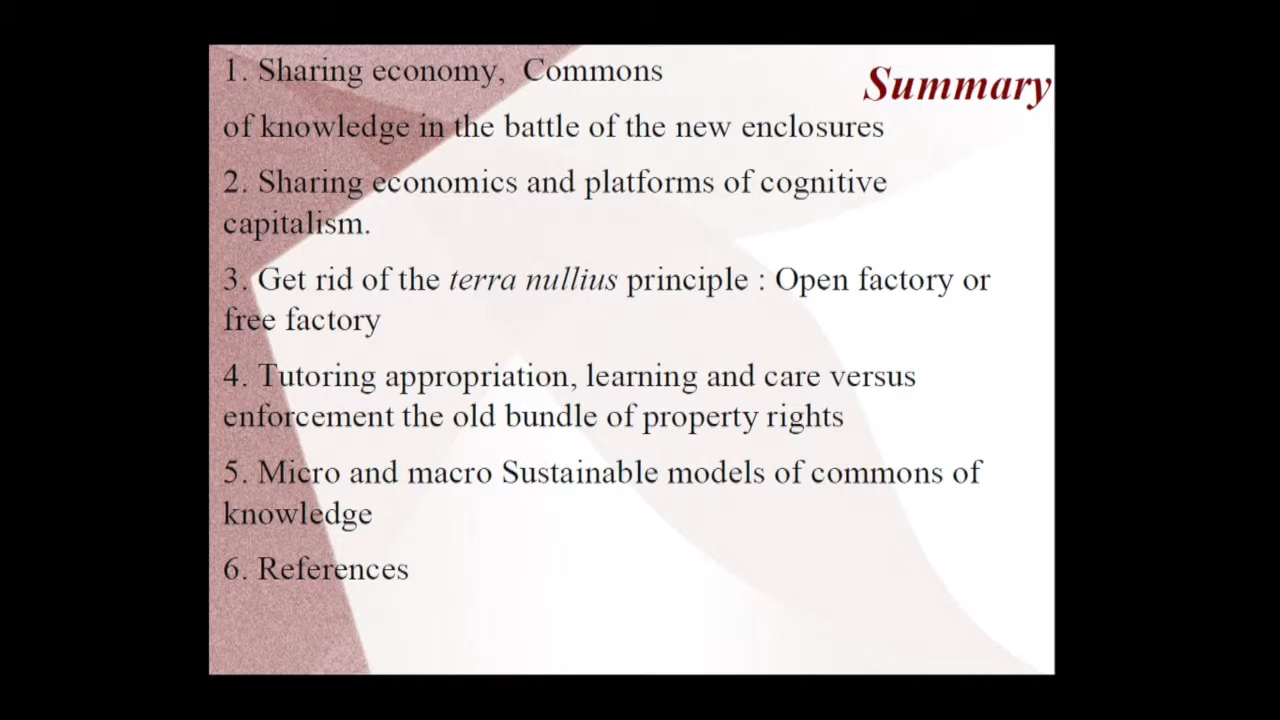 Summary
1. Sharing economy, Commons
of knowledge in the battle of the new enclosures
2. Sharing economics and platforms of cognitive
capitalism.
3. Get rid of the terra nullius principle : Open factory or
free factory
4. Tutoring appropriation, learning and care versus
enforcement the old bundle of property rights
5. Micro and macro Sustainable models of commons of
knowledge
6. References